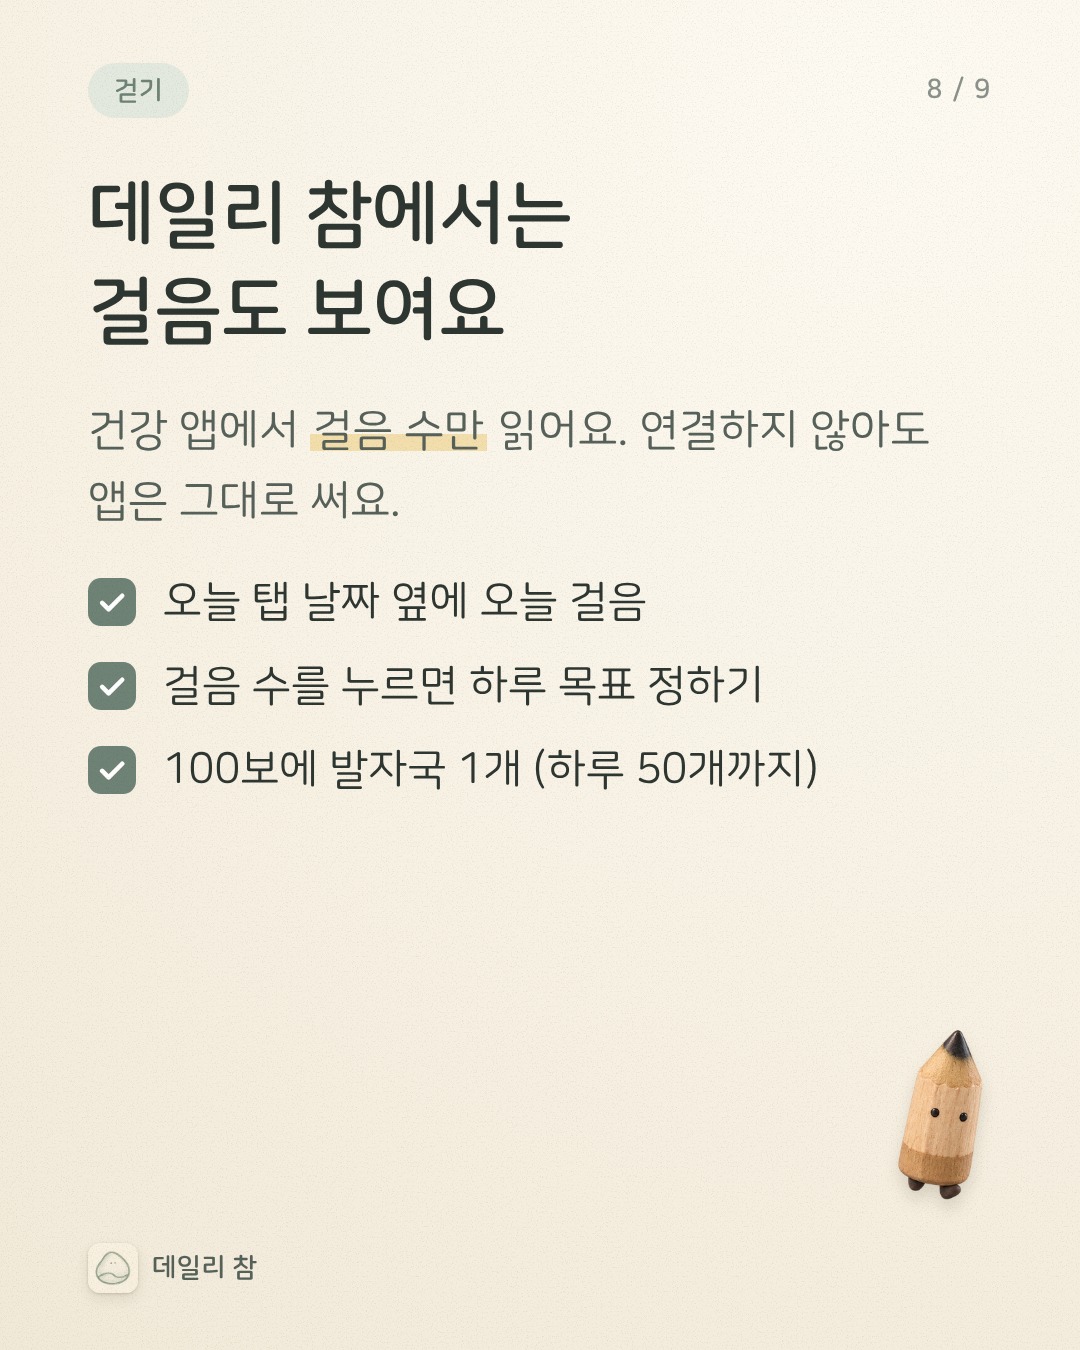 걷기
8 / 9
데일리 참에서는
걸음도 보여요
건강 앱에서 걸음 수만 읽어요. 연결하지 않아도
앱은 그대로 써요.
오늘 탭 날짜 옆에 오늘 걸음
걸음 수를 누르면 하루 목표 정하기
100보에 발자국 1개 (하루 50개까지)
데일리 참